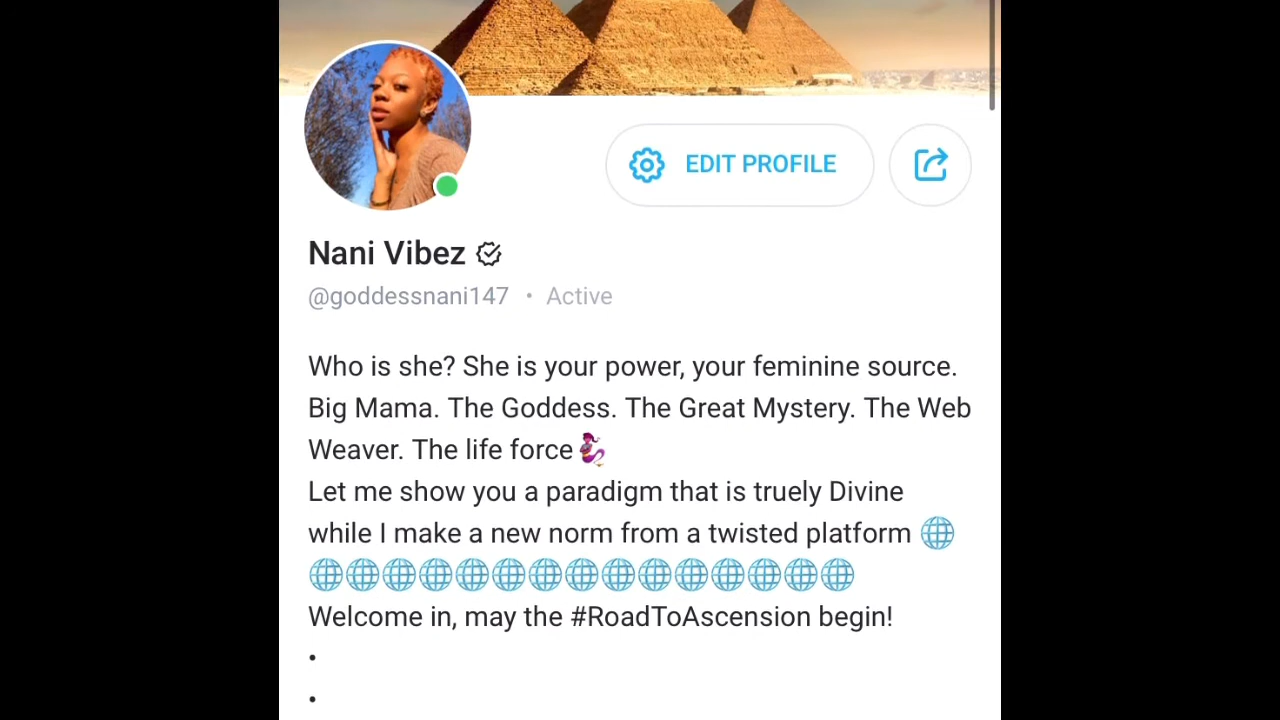 EDIT PROFILE
Nani Vibez
@goddessnani147 • Active
Who is she? She is your power, your feminine source.
Big Mama. The Goddess. The Great Mystery. The Web
Weaver. The life force🧞‍♀️
Let me show you a paradigm that is truely Divine
while I make a new norm from a twisted platform 🌐
🌐🌐🌐🌐🌐🌐🌐🌐🌐🌐🌐🌐🌐🌐🌐
Welcome in, may the #RoadToAscension begin!
•
•